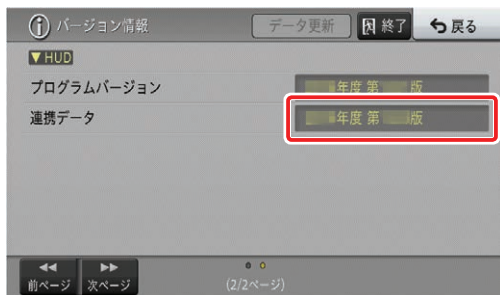 バージョン情報 データ更新 終了 戻る
▼HUD
プログラムバージョン 年度 第 版
連携データ 年度 第 版
前ページ 次ページ (2/2ページ)